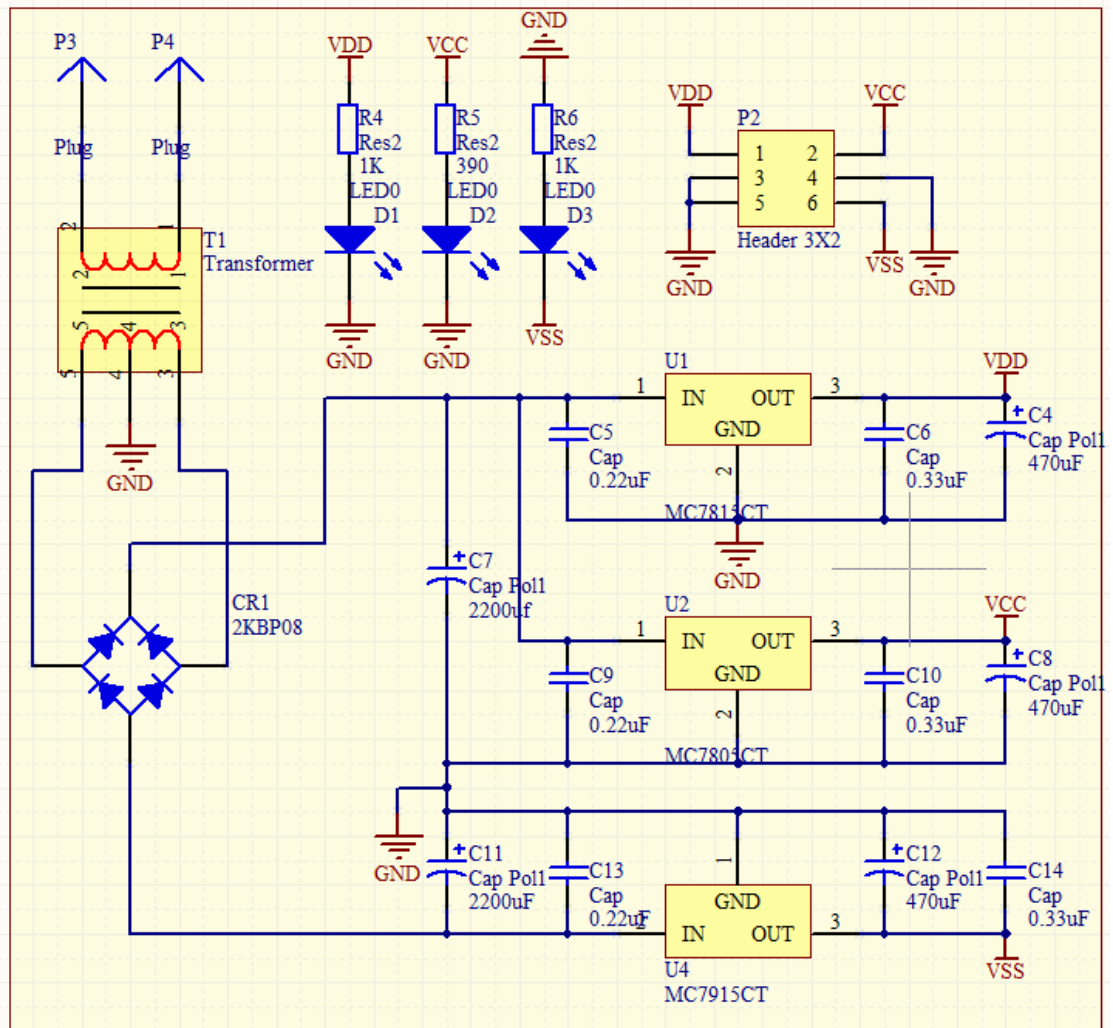 P3
P4
Plug
Plug
2
1
T1
Transformer
2
1
5
4
3
5
4
3
GND
VDD
R4
Res2
1K
LED0
D1
GND
VCC
R5
Res2
390
LED0
D2
GND
GND
R6
Res2
1K
LED0
D3
VSS
VDD
VCC
P2
1 2
3 4
5 6
Header 3X2
GND
VSS
GND
U1
1 IN OUT 3
GND
2
MC7815CT
GND
C5
Cap
0.22uF
C6
Cap
0.33uF
VDD
C4
Cap Pol1
470uF
C7
Cap Pol1
2200uf
CR1
2KBP08
U2
1 IN OUT 3
GND
2
MC7805CT
C9
Cap
0.22uF
C10
Cap
0.33uF
VCC
C8
Cap Pol1
470uF
GND
C11
Cap Pol1
2200uF
C13
Cap
0.22uF
1
GND
2 IN OUT 3
U4
MC7915CT
C12
Cap Pol1
470uF
C14
Cap
0.33uF
VSS